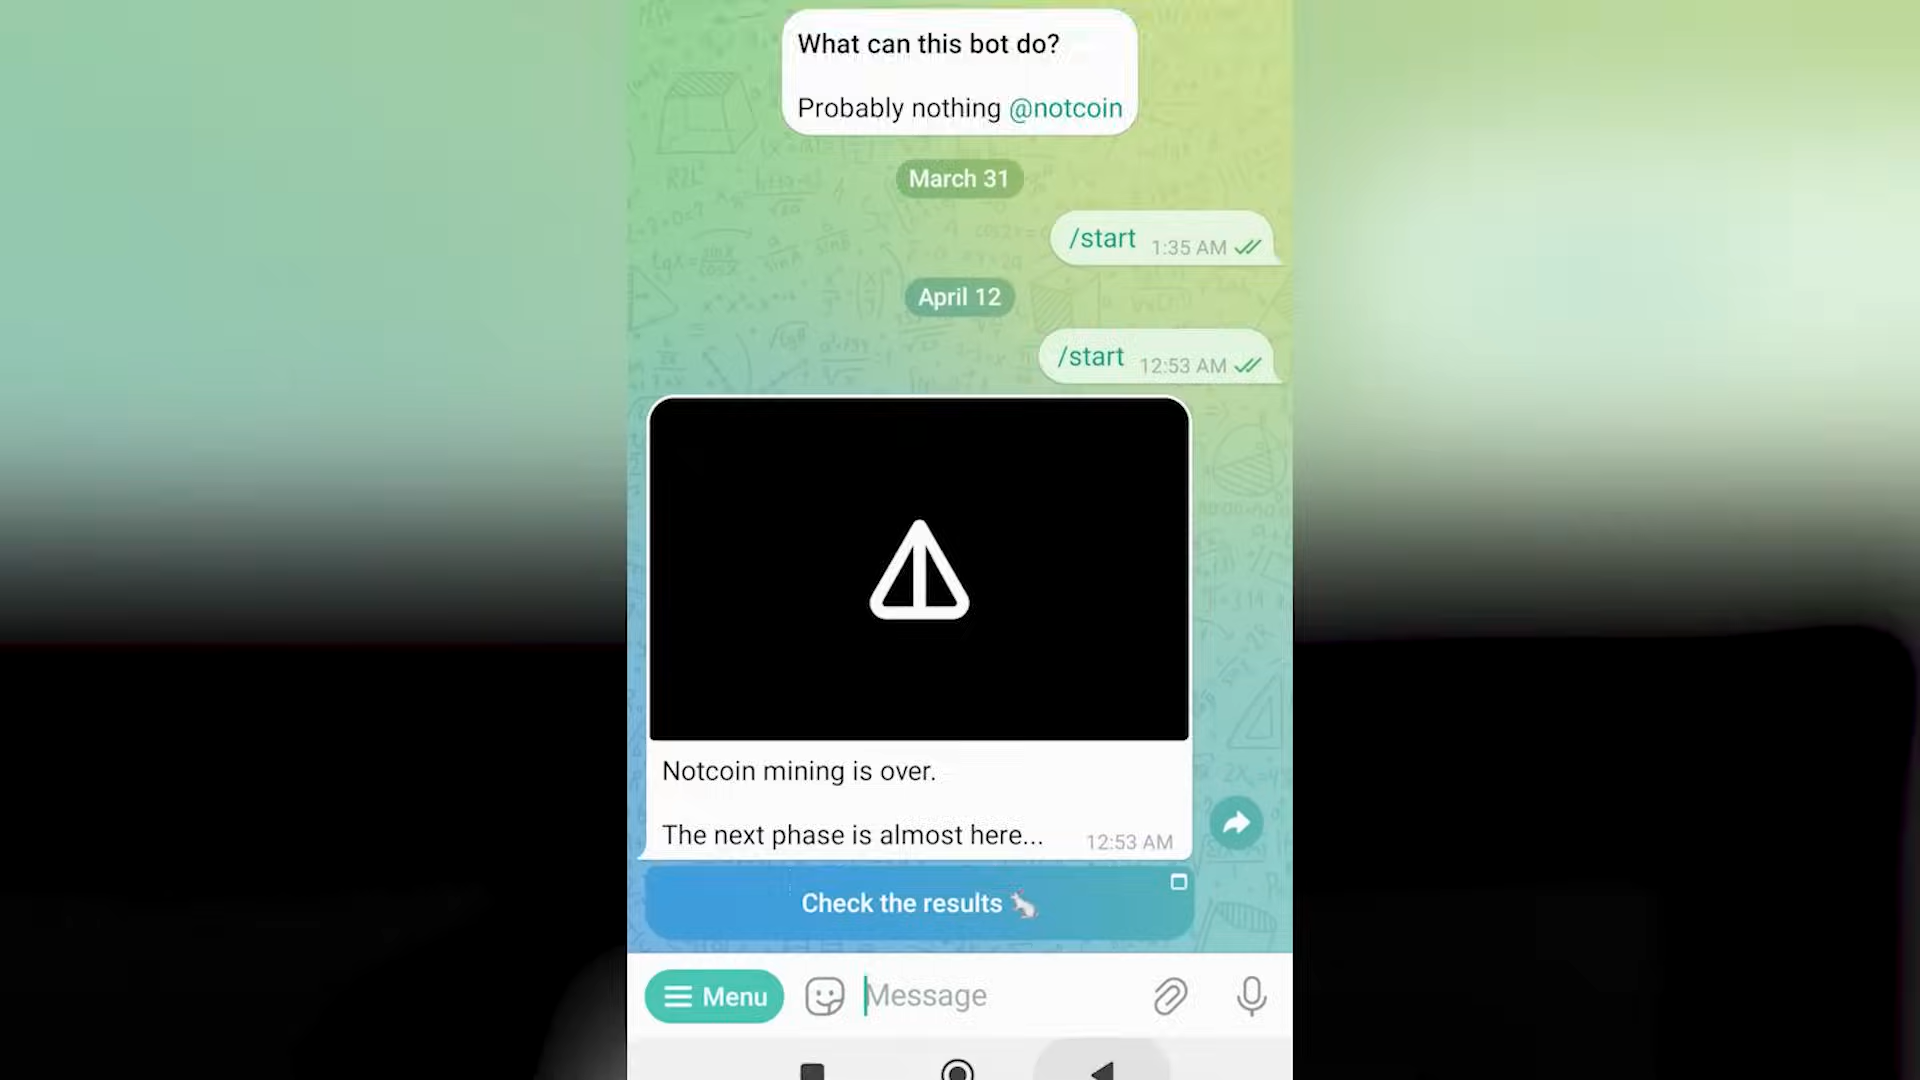 What can this bot do?
Probably nothing @notcoin
March 31
/start 1:35 AM
April 12
/start 12:53 AM
Notcoin mining is over.
The next phase is almost here... 12:53 AM
Check the results 🐁
Menu Message